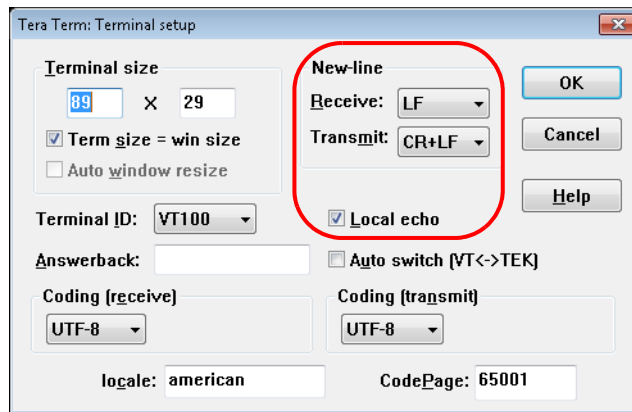 Tera Term: Terminal setup
Terminal size
89 X 29
Term size = win size
Auto window resize
New-line
Receive: LF
Transmit: CR+LF
OK
Cancel
Help
Terminal ID: VT100
Local echo
Answerback:
Auto switch (VT<->TEK)
Coding (receive)
UTF-8
Coding (transmit)
UTF-8
locale: american
CodePage: 65001